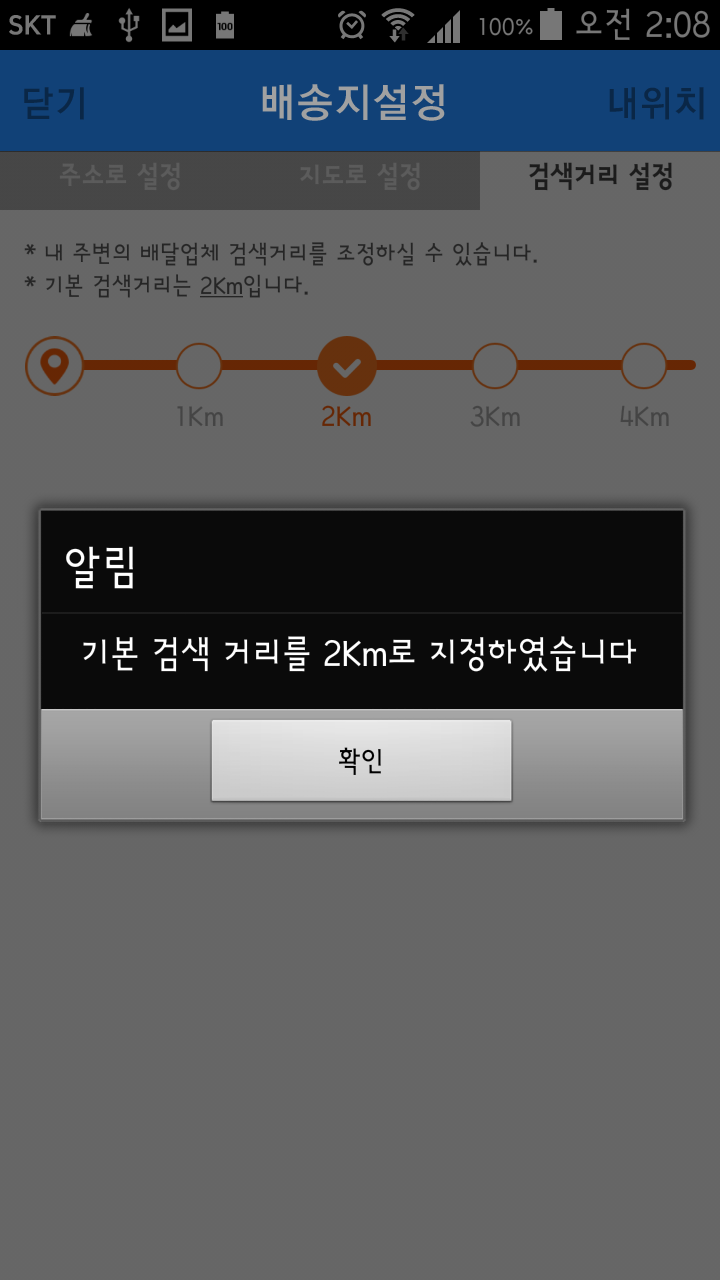 SKT 100 100% 오전 2:08
닫기 배송지설정 내위치
주소로 설정 지도로 설정 검색거리 설정
* 내 주변의 배달업체 검색거리를 조정하실 수 있습니다.
* 기본 검색거리는 2Km입니다.
1Km 2Km 3Km 4Km
알림
기본 검색 거리를 2Km로 지정하였습니다
확인